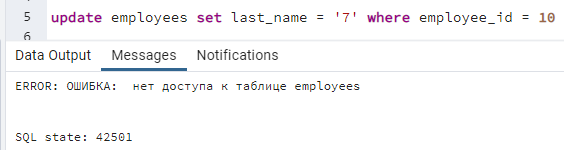 5 update employees set last_name = '7' where employee_id = 10
6
Data Output Messages Notifications
ERROR: ОШИБКА: нет доступа к таблице employees
SQL state: 42501